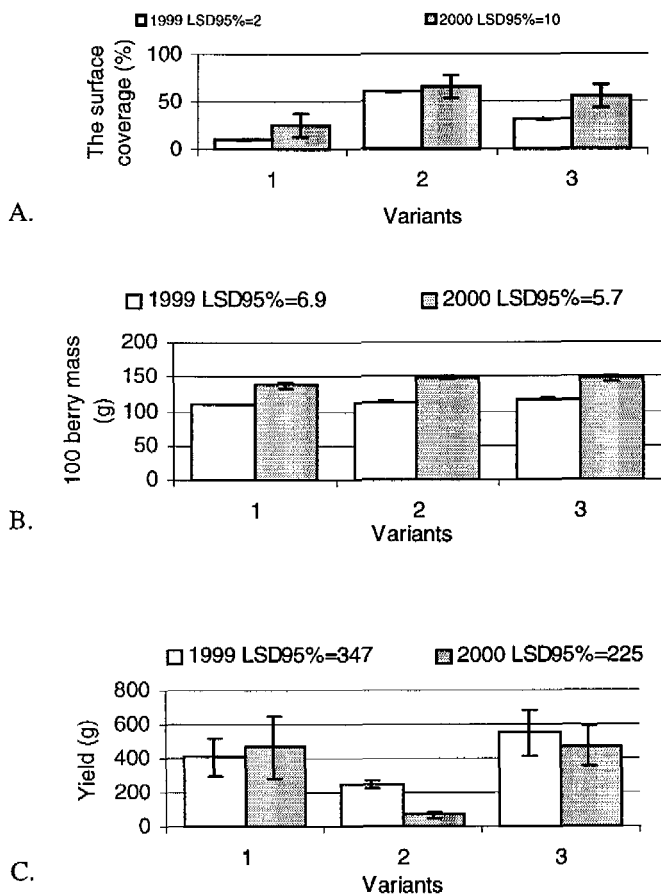 1999 LSD95%=2 2000 LSD95%=10
The surface
coverage (%)
100
50
0
1 2 3
Variants
A.
1999 LSD95%=6.9 2000 LSD95%=5.7
100 berry mass
(g)
200
150
100
50
0
1 2 3
Variants
B.
1999 LSD95%=347 2000 LSD95%=225
Yield (g)
800
600
400
200
0
1 2 3
Variants
C.